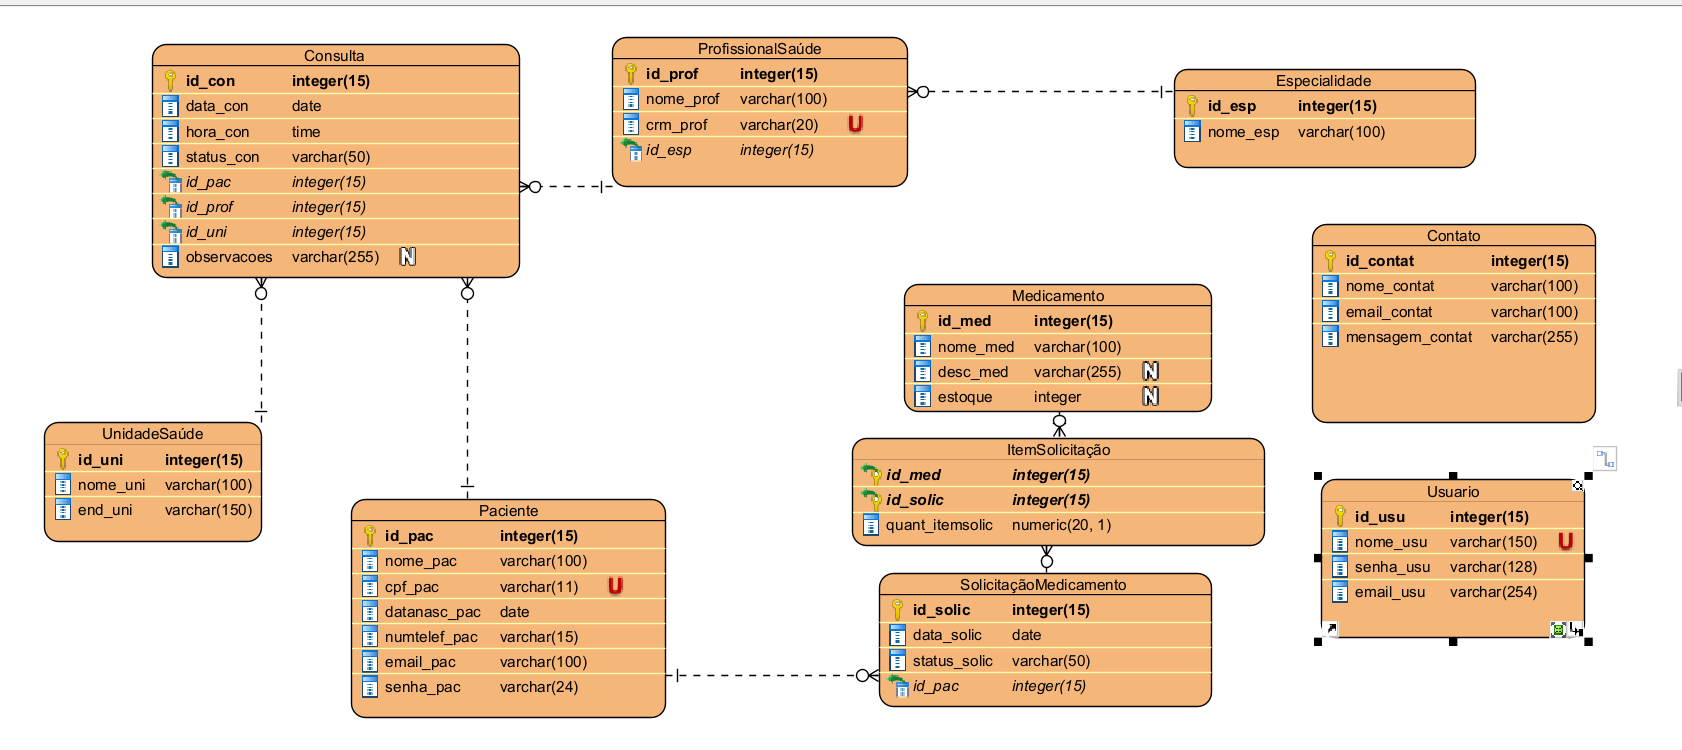 Consulta
id_con integer(15)
data_con date
hora_con time
status_con varchar(50)
id_pac integer(15)
id_prof integer(15)
id_uni integer(15)
observacoes varchar(255) N
ProfissionalSaúde
id_prof integer(15)
nome_prof varchar(100)
crm_prof varchar(20) U
id_esp integer(15)
Especialidade
id_esp integer(15)
nome_esp varchar(100)
Contato
id_contat integer(15)
nome_contat varchar(100)
email_contat varchar(100)
mensagem_contat varchar(255)
Medicamento
id_med integer(15)
nome_med varchar(100)
desc_med varchar(255) N
estoque integer N
UnidadeSaúde
id_uni integer(15)
nome_uni varchar(100)
end_uni varchar(150)
ItemSolicitação
id_med integer(15)
id_solic integer(15)
quant_itemsolic numeric(20, 1)
Usuario
id_usu integer(15)
nome_usu varchar(150) U
senha_usu varchar(128)
email_usu varchar(254)
Paciente
id_pac integer(15)
nome_pac varchar(100)
cpf_pac varchar(11) U
datanasc_pac date
numtelef_pac varchar(15)
email_pac varchar(100)
senha_pac varchar(24)
SolicitaçãoMedicamento
id_solic integer(15)
data_solic date
status_solic varchar(50)
id_pac integer(15)